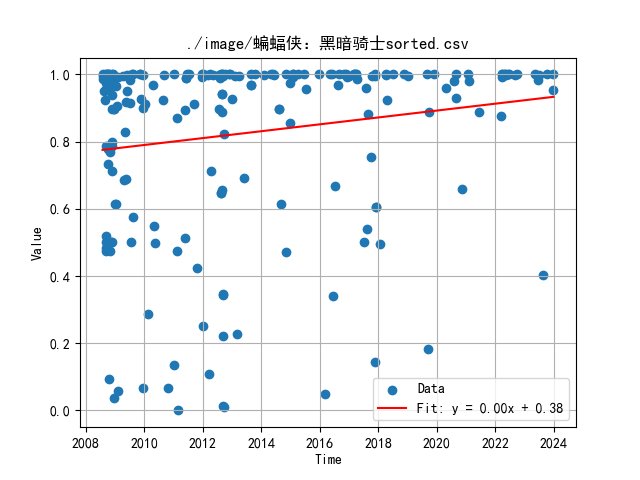 ./image/蝙蝠侠：黑暗骑士sorted.csv
1.0
0.8
0.6
0.4
0.2
0.0
Value
2008 2010 2012 2014 2016 2018 2020 2022 2024
Time
Data
Fit: y = 0.00x + 0.38